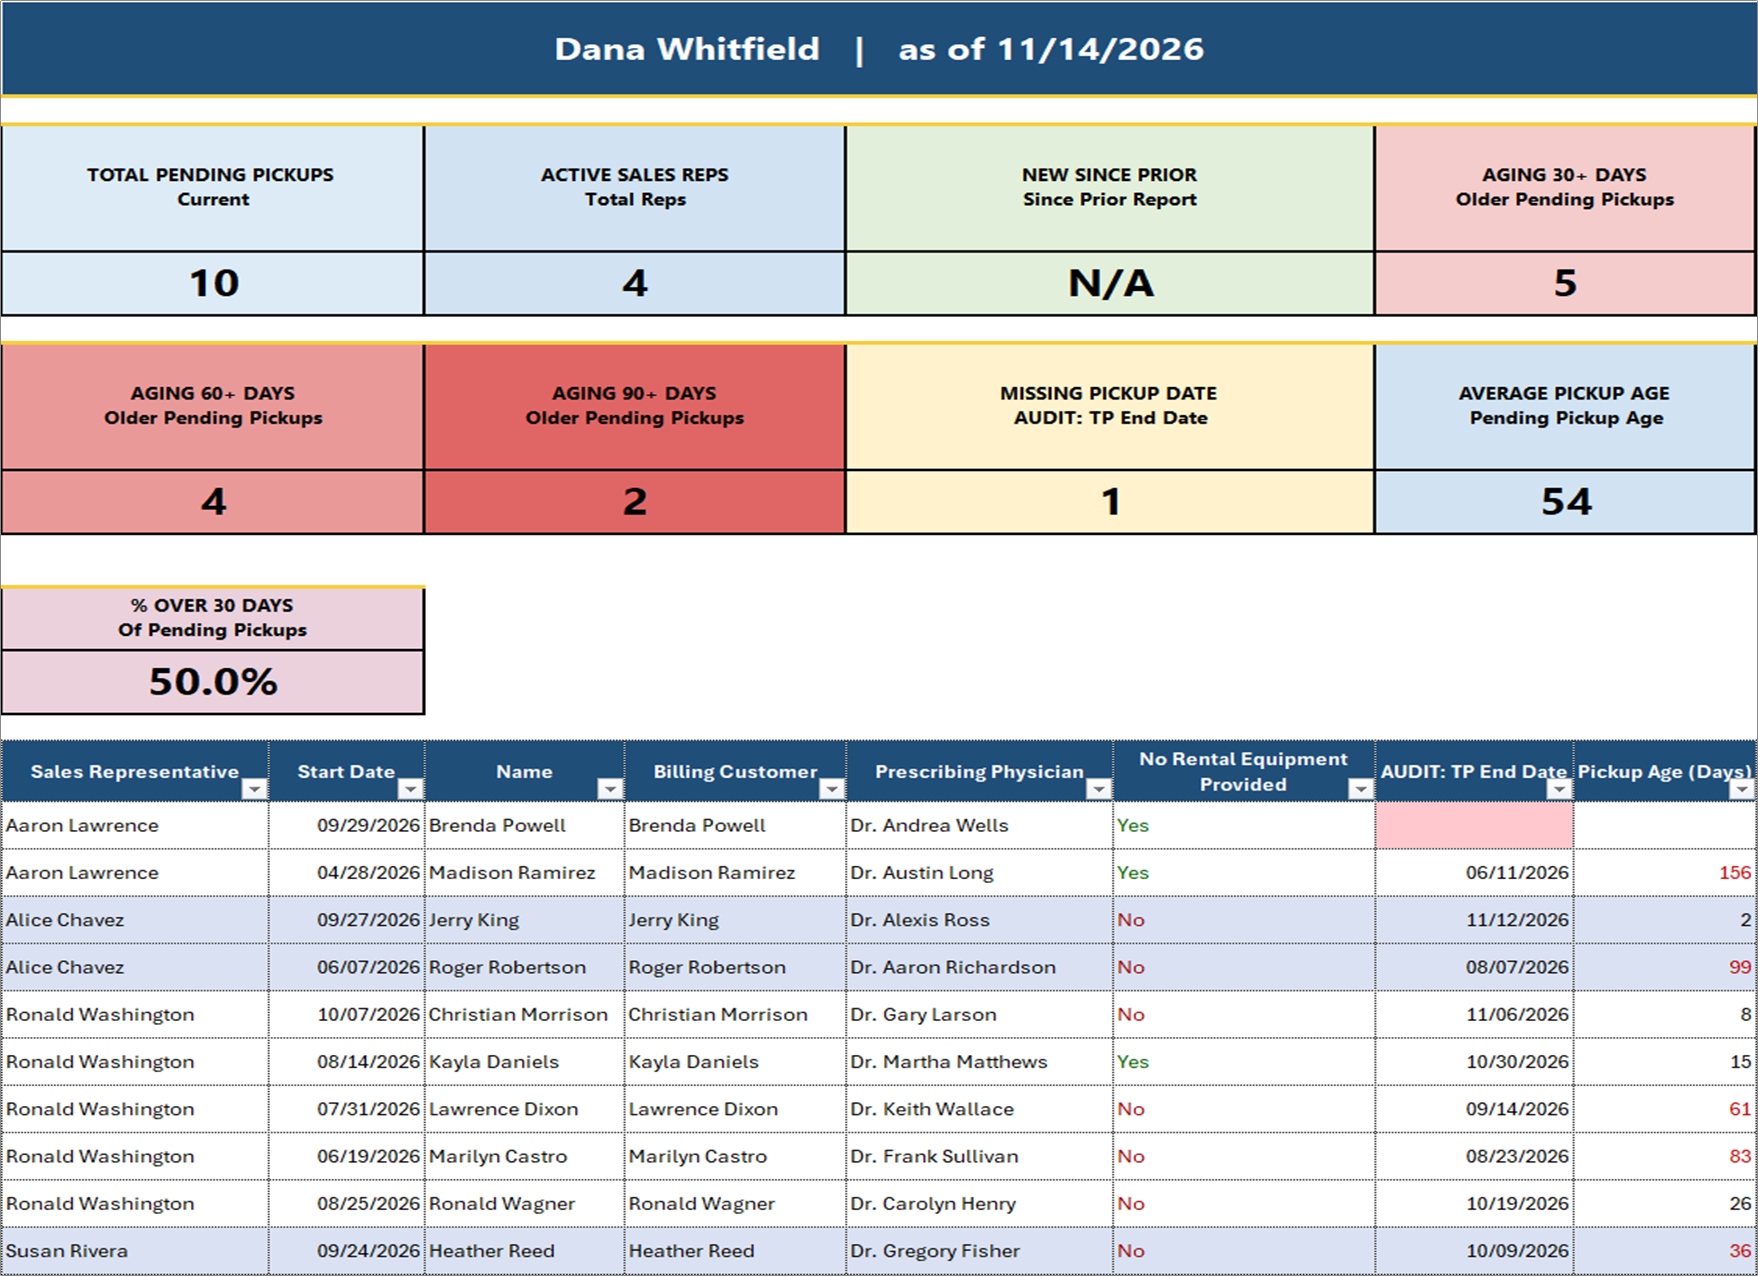 Dana Whitfield | as of 11/14/2026
TOTAL PENDING PICKUPS
Current
ACTIVE SALES REPS
Total Reps
NEW SINCE PRIOR
Since Prior Report
AGING 30+ DAYS
Older Pending Pickups
10
4
N/A
5
AGING 60+ DAYS
Older Pending Pickups
AGING 90+ DAYS
Older Pending Pickups
MISSING PICKUP DATE
AUDIT: TP End Date
AVERAGE PICKUP AGE
Pending Pickup Age
4
2
1
54
% OVER 30 DAYS
Of Pending Pickups
50.0%
Sales Representative Start Date Name Billing Customer Prescribing Physician No Rental Equipment Provided AUDIT: TP End Date Pickup Age (Days)
Aaron Lawrence 09/29/2026 Brenda Powell Brenda Powell Dr. Andrea Wells Yes
Aaron Lawrence 04/28/2026 Madison Ramirez Madison Ramirez Dr. Austin Long Yes 06/11/2026 156
Alice Chavez 09/27/2026 Jerry King Jerry King Dr. Alexis Ross No 11/12/2026 2
Alice Chavez 06/07/2026 Roger Robertson Roger Robertson Dr. Aaron Richardson No 08/07/2026 99
Ronald Washington 10/07/2026 Christian Morrison Christian Morrison Dr. Gary Larson No 11/06/2026 8
Ronald Washington 08/14/2026 Kayla Daniels Kayla Daniels Dr. Martha Matthews Yes 10/30/2026 15
Ronald Washington 07/31/2026 Lawrence Dixon Lawrence Dixon Dr. Keith Wallace No 09/14/2026 61
Ronald Washington 06/19/2026 Marilyn Castro Marilyn Castro Dr. Frank Sullivan No 08/23/2026 83
Ronald Washington 08/25/2026 Ronald Wagner Ronald Wagner Dr. Carolyn Henry No 10/19/2026 26
Susan Rivera 09/24/2026 Heather Reed Heather Reed Dr. Gregory Fisher No 10/09/2026 36